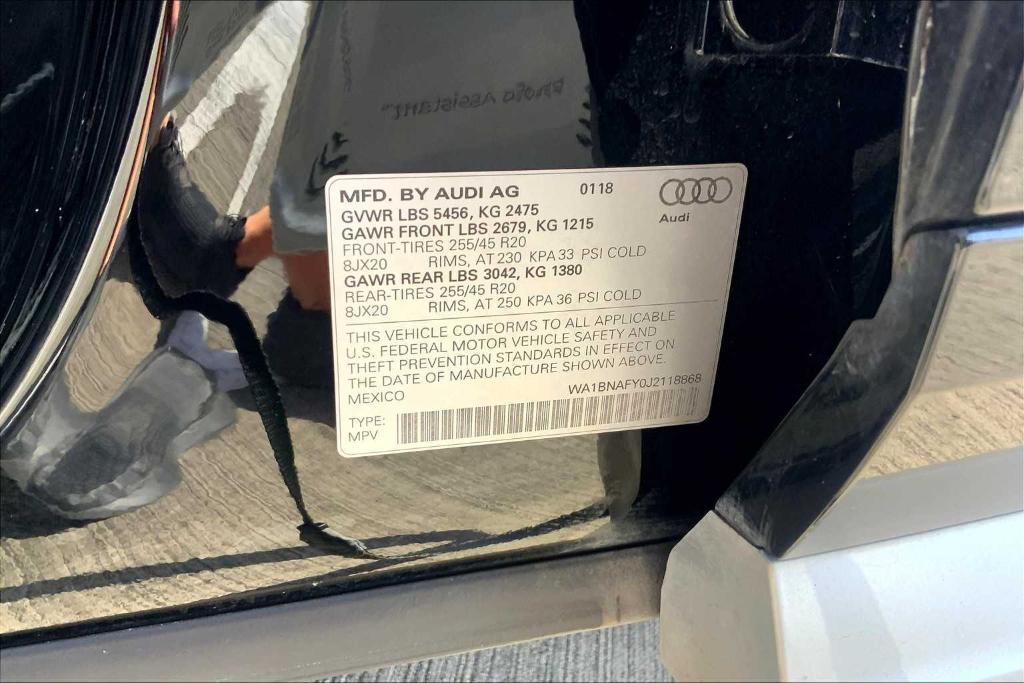 Photo Assistant™
MFD. BY AUDI AG 0118
GVWR LBS 5456, KG 2475
GAWR FRONT LBS 2679, KG 1215
FRONT-TIRES 255/45 R20
8JX20 RIMS, AT 230 KPA 33 PSI COLD
GAWR REAR LBS 3042, KG 1380
REAR-TIRES 255/45 R20
8JX20 RIMS, AT 250 KPA 36 PSI COLD
Audi
THIS VEHICLE CONFORMS TO ALL APPLICABLE
U.S. FEDERAL MOTOR VEHICLE SAFETY AND
THEFT PREVENTION STANDARDS IN EFFECT ON
THE DATE OF MANUFACTURE SHOWN ABOVE.
MEXICO WA1BNAFY0J2118868
TYPE:
MPV